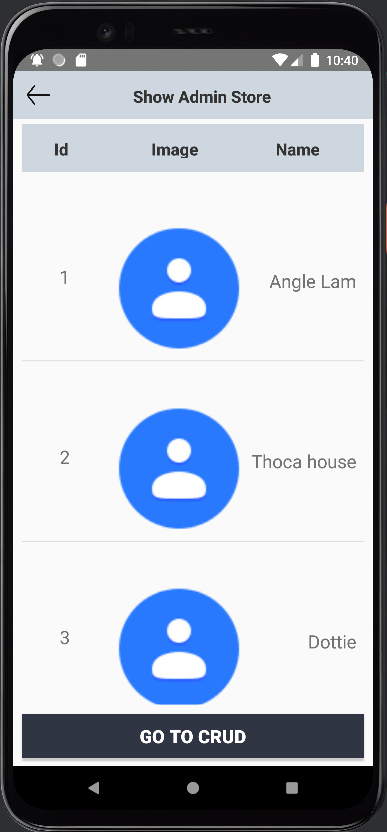 10:40
Show Admin Store
Id Image Name
1 Angle Lam
2 Thoca house
3 Dottie
GO TO CRUD